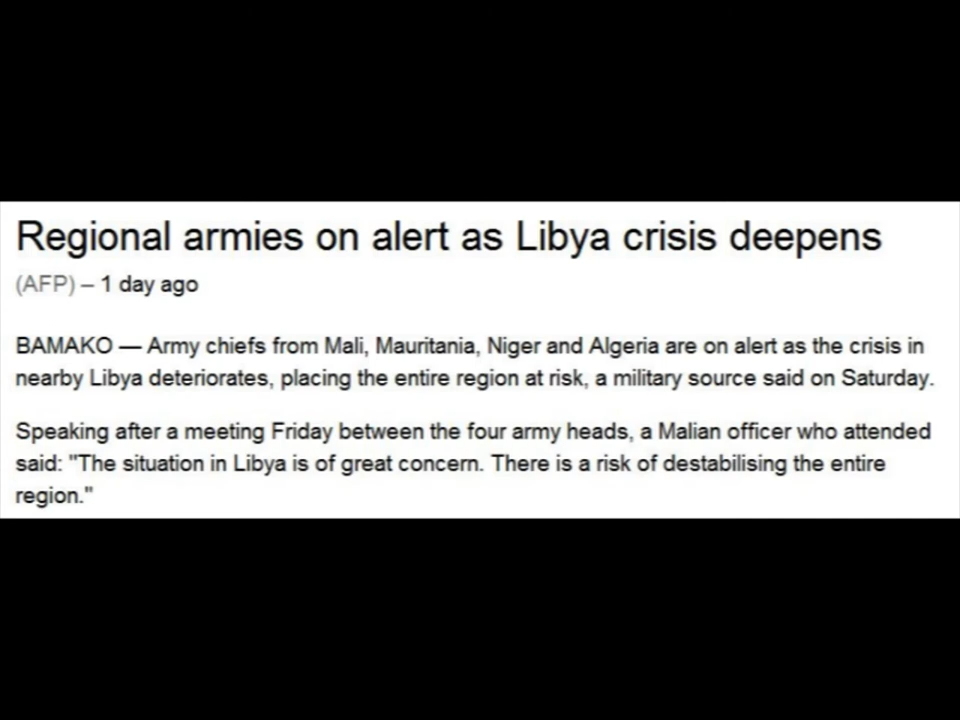 Regional armies on alert as Libya crisis deepens
(AFP) – 1 day ago
BAMAKO — Army chiefs from Mali, Mauritania, Niger and Algeria are on alert as the crisis in
nearby Libya deteriorates, placing the entire region at risk, a military source said on Saturday.
Speaking after a meeting Friday between the four army heads, a Malian officer who attended
said: "The situation in Libya is of great concern. There is a risk of destabilising the entire
region."